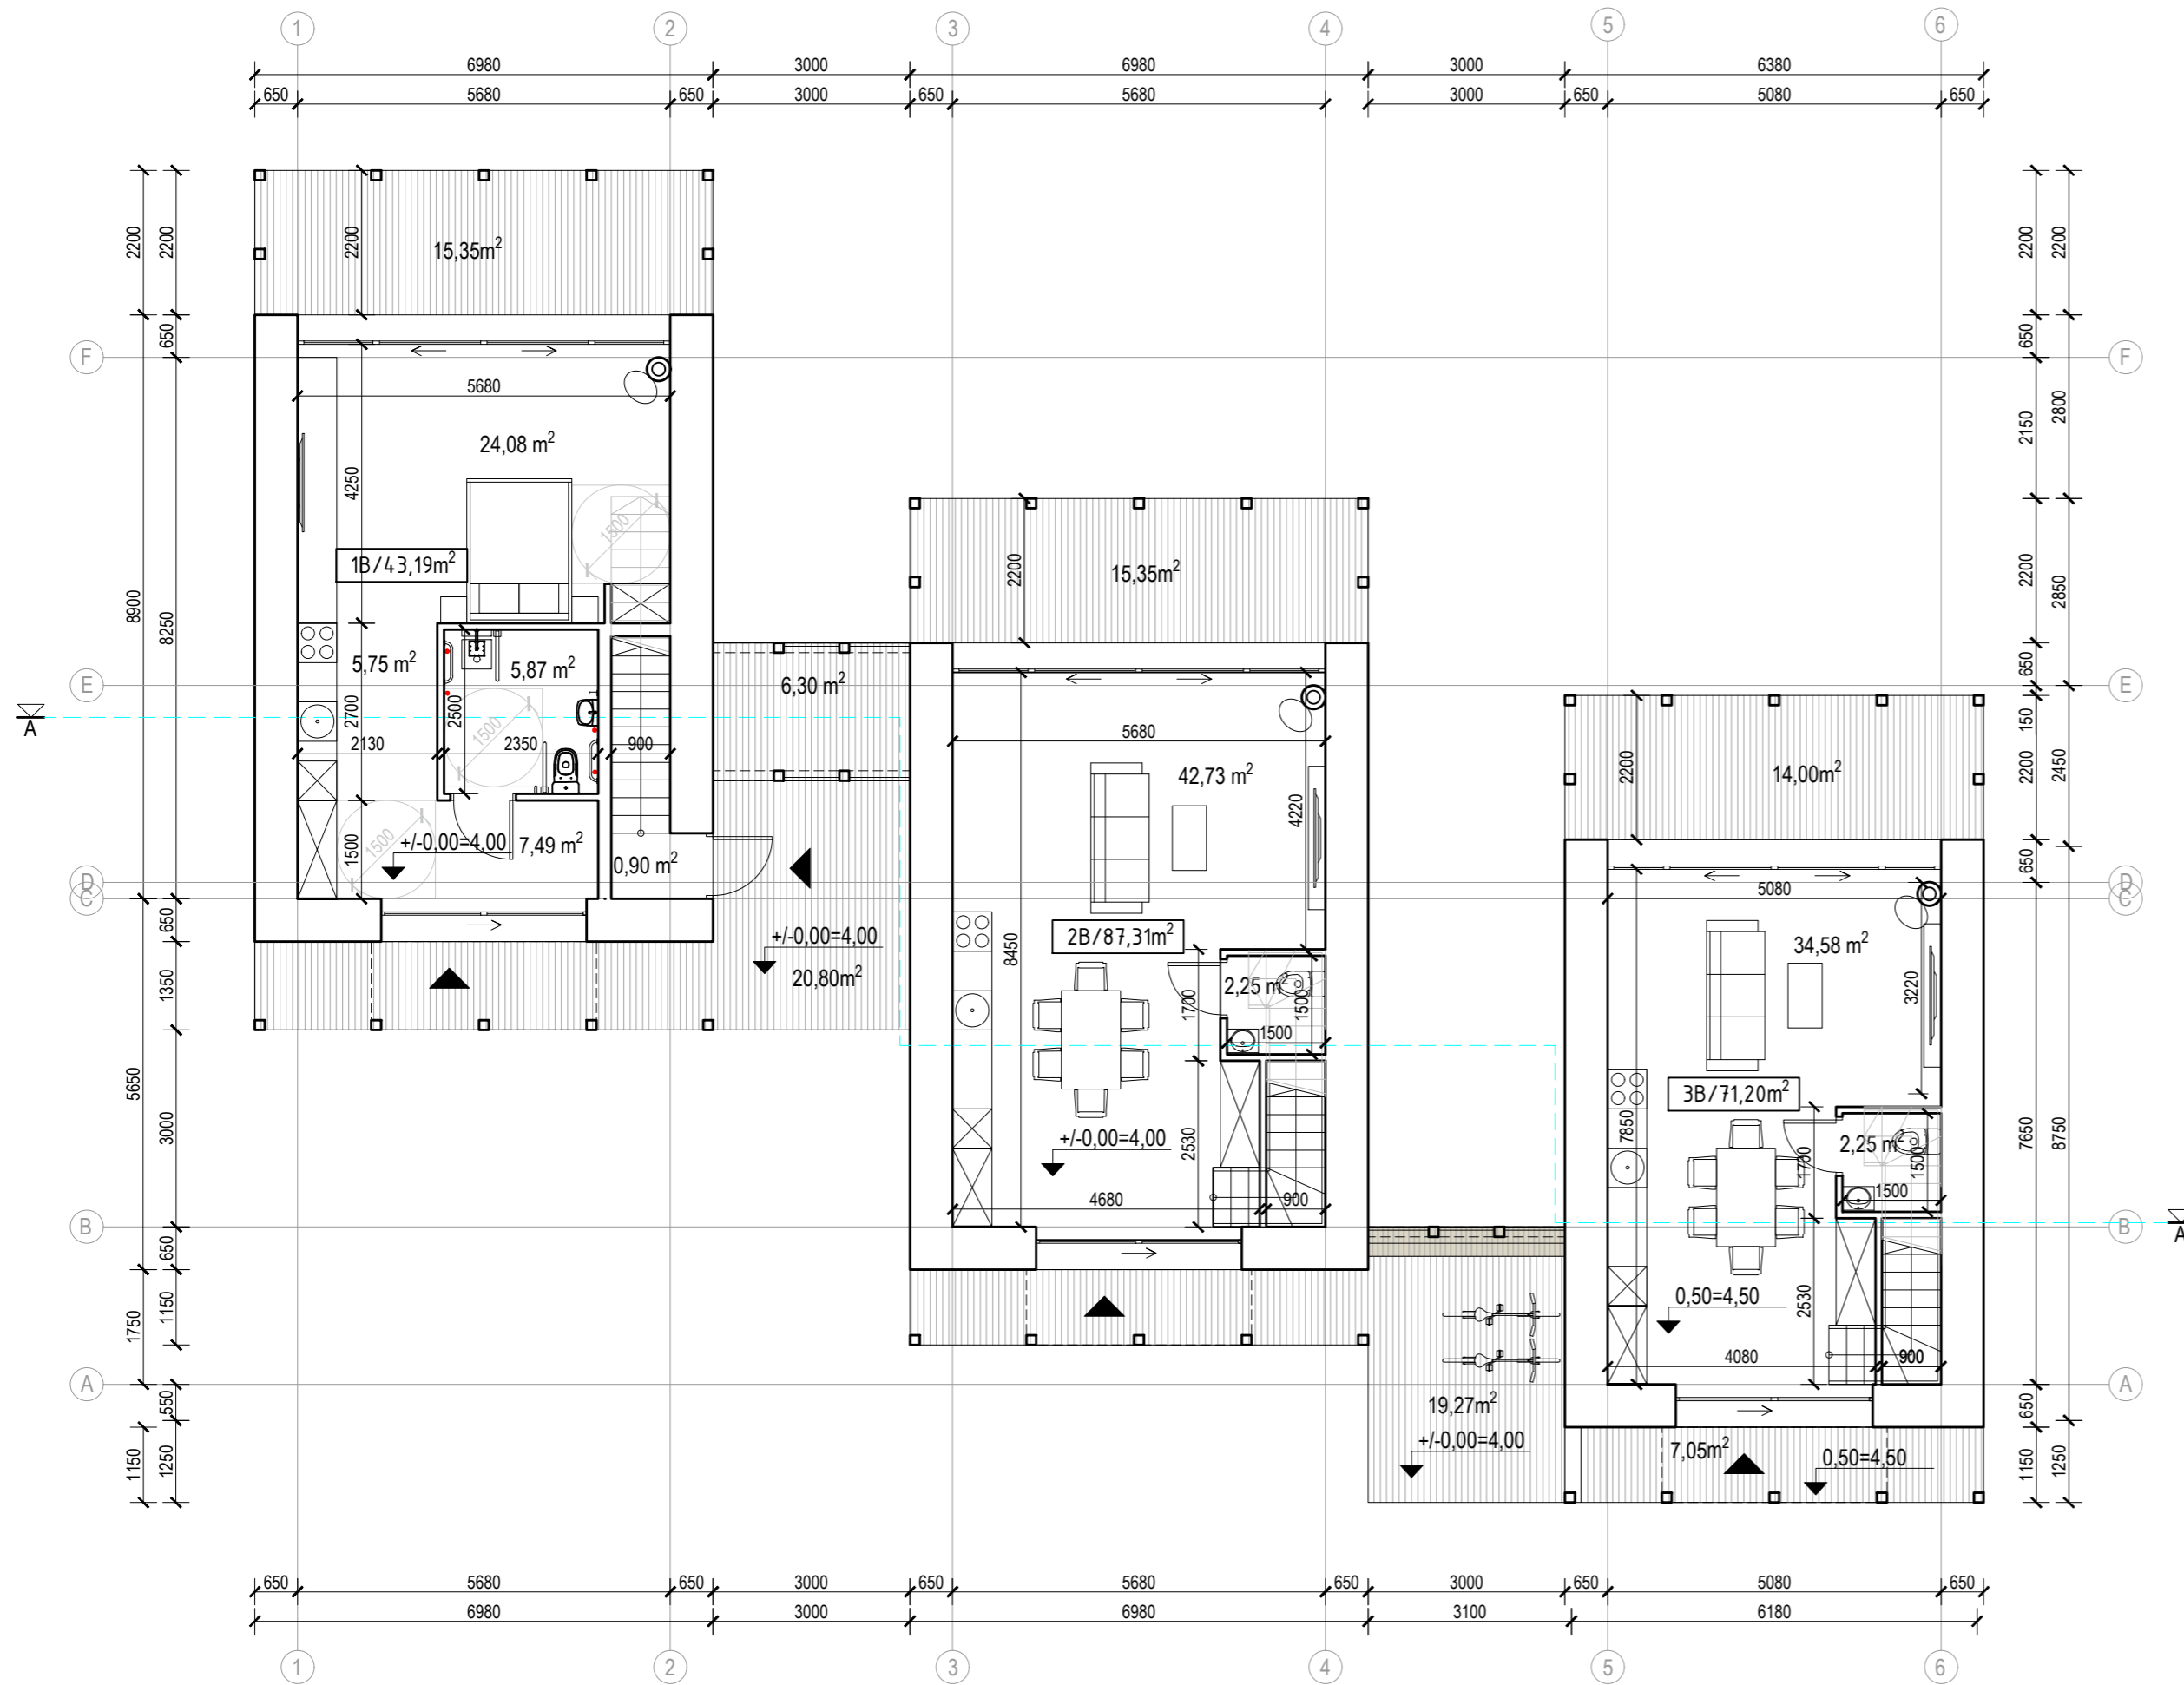 1 2 3 4 5 6
6980 3000 6980 3000 6380
650 5680 650 3000 650 5680 3000 650 5080 650
2200 2200 2200 15,35m² 2200 2200
650 650
F F
5680
24,08 m² 2150 2800
4250 1500
2200 15,35m² 2200 2850
1B/43,19m²
8900 8250
5,75 m² 5,87 m² 6,30 m² 650
E E
2700 2500 1500 150
A
2130 2350 900 5680
42,73 m² 2200 14,00m² 2200 2450
4220
1500 1500 +/-0,00=4,00 7,49 m²
0,90 m² 650
D D
C 5080 C
650 +/-0,00=4,00 8450 2B/87,31m² 34,58 m²
1350 20,80m² 2,25 m² 3220
1700 1500
1500
5650 3B/71,20m²
3000 +/-0,00=4,00 2530 7850 2,25 m² 7650 8750
1700 1500
4680 900 1500
B B
A
650
1750 1150 0,50=4,50 2530
4080 900
A A
550 19,27m² 650
+/-0,00=4,00 7,05m² 0,50=4,50
1150 1250 1150 1250
650 5680 650 3000 650 5680 650 3000 650 5080 650
6980 3000 6980 3100 6180
1 2 3 4 5 6